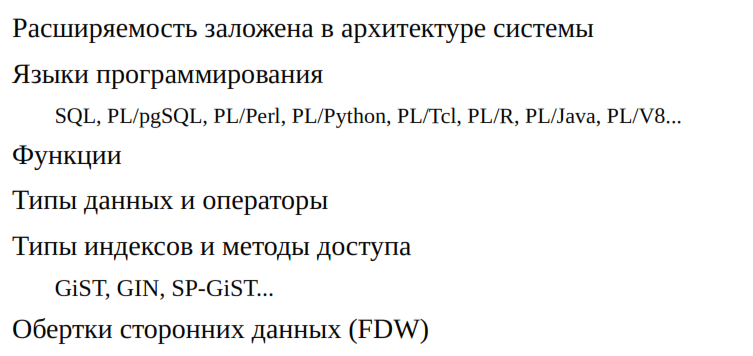 Расширяемость заложена в архитектуре системы
Языки программирования
SQL, PL/pgSQL, PL/Perl, PL/Python, PL/Tcl, PL/R, PL/Java, PL/V8...
Функции
Типы данных и операторы
Типы индексов и методы доступа
GiST, GIN, SP-GiST...
Обертки сторонних данных (FDW)